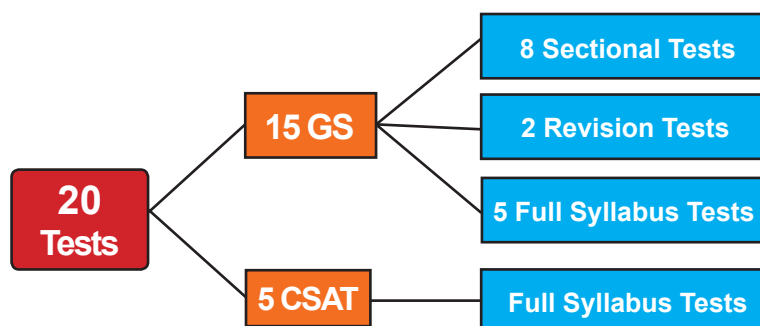 20
Tests
15 GS
8 Sectional Tests
2 Revision Tests
5 Full Syllabus Tests
5 CSAT
Full Syllabus Tests